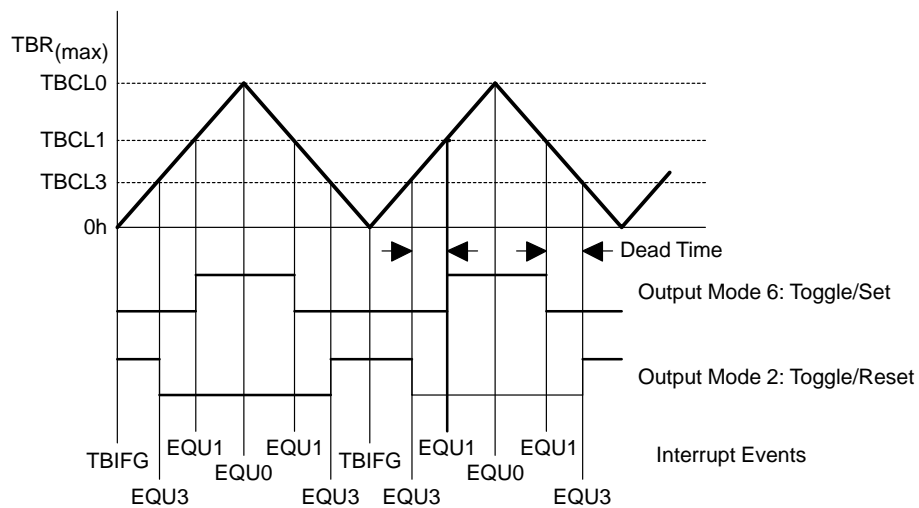 TBR(max)
TBCL0
TBCL1
TBCL3
0h
Dead Time
Output Mode 6: Toggle/Set
Output Mode 2: Toggle/Reset
EQU1 EQU1 EQU1 EQU1
Interrupt Events
TBIFG EQU0 TBIFG EQU0
EQU3 EQU3 EQU3 EQU3